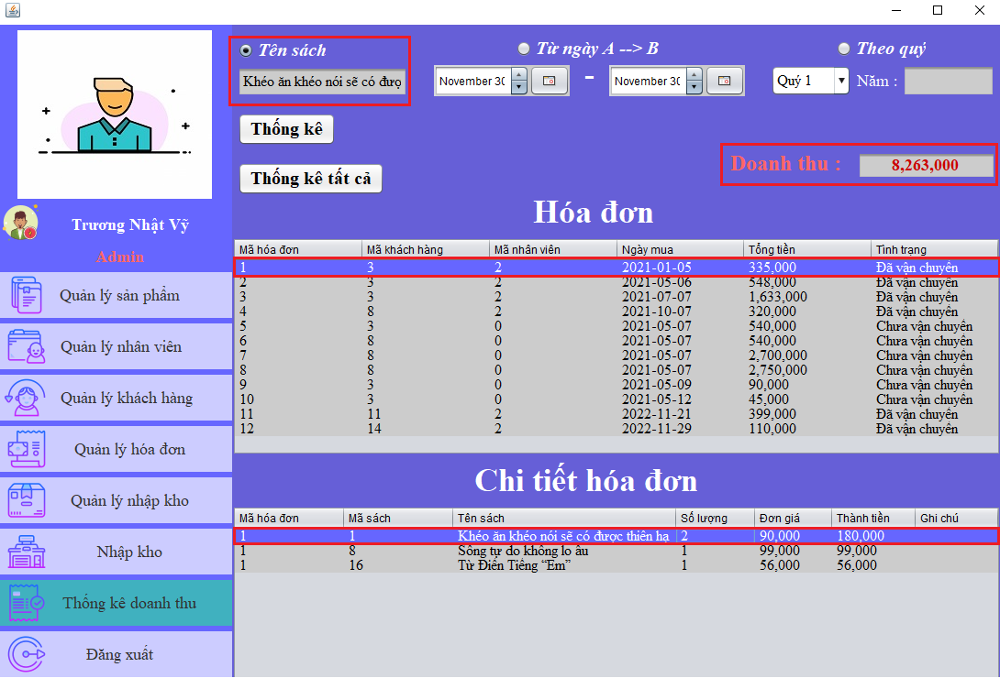 Tên sách
Từ ngày A --> B
Theo quý
Khéo ăn khéo nói sẽ có đượ
November 30
-
November 30
Quý 1
Năm :
Thống kê
Thống kê tất cả
Doanh thu :
8,263,000
Trương Nhật Vỹ
Admin
Quản lý sản phẩm
Quản lý nhân viên
Quản lý khách hàng
Quản lý hóa đơn
Quản lý nhập kho
Nhập kho
Thống kê doanh thu
Đăng xuất
Hóa đơn
Mã hóa đơn Mã khách hàng Mã nhân viên Ngày mua Tổng tiền Tình trạng
1 3 2 2021-01-05 335,000 Đã vận chuyển
2 3 2 2021-05-06 548,000 Đã vận chuyển
3 3 2 2021-07-07 1,633,000 Đã vận chuyển
4 8 2 2021-10-07 320,000 Đã vận chuyển
5 3 0 2021-05-07 540,000 Chưa vận chuyển
6 8 0 2021-05-07 540,000 Chưa vận chuyển
7 8 0 2021-05-07 2,700,000 Chưa vận chuyển
8 8 0 2021-05-07 2,750,000 Chưa vận chuyển
9 3 0 2021-05-09 90,000 Chưa vận chuyển
10 3 0 2021-05-12 45,000 Chưa vận chuyển
11 11 2 2022-11-21 399,000 Đã vận chuyển
12 14 2 2022-11-29 110,000 Đã vận chuyển
Chi tiết hóa đơn
Mã hóa đơn Mã sách Tên sách Số lượng Đơn giá Thành tiền Ghi chú
1 1 Khéo ăn khéo nói sẽ có được thiên hạ 2 90,000 180,000
1 8 Sống tự do không lo âu 1 99,000 99,000
1 16 Từ Điển Tiếng “Em” 1 56,000 56,000